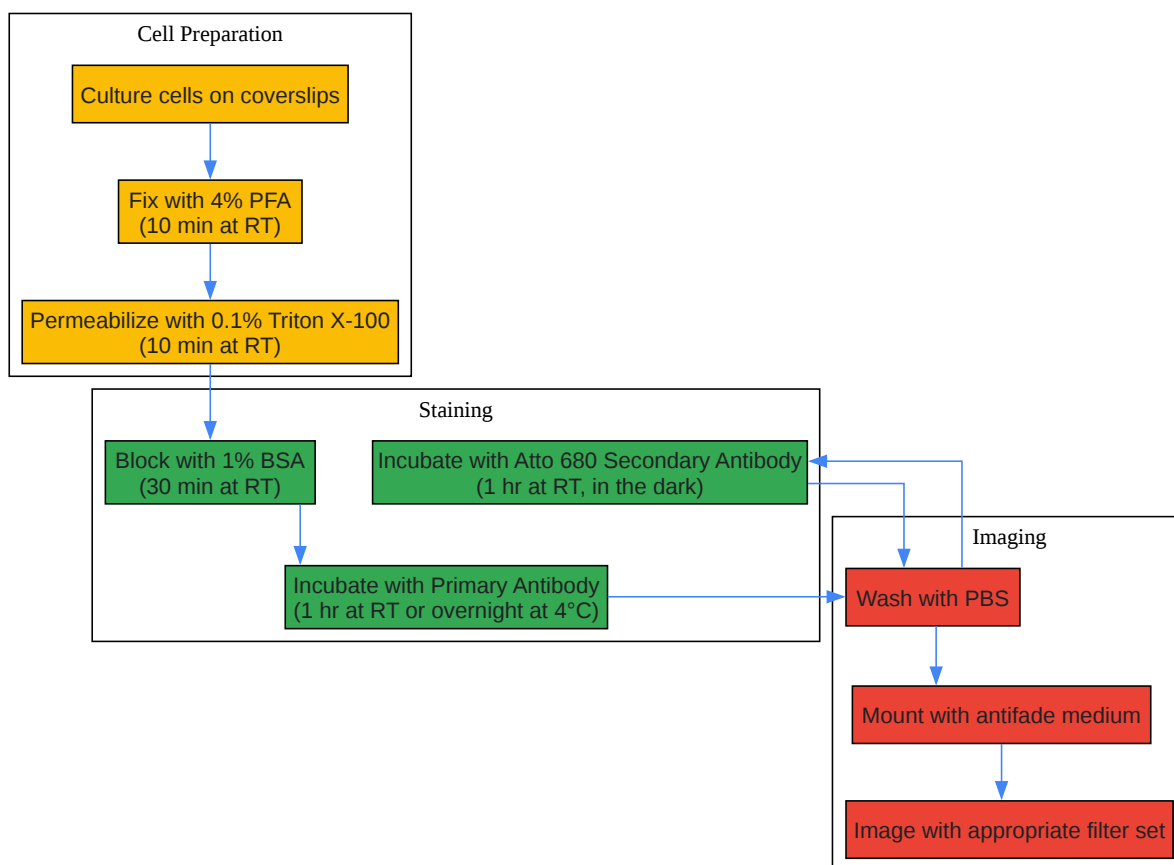 Cell Preparation
Culture cells on coverslips
Fix with 4% PFA
(10 min at RT)
Permeabilize with 0.1% Triton X-100
(10 min at RT)
Staining
Block with 1% BSA
(30 min at RT)
Incubate with Atto 680 Secondary Antibody
(1 hr at RT, in the dark)
Incubate with Primary Antibody
(1 hr at RT or overnight at 4°C)
Imaging
Wash with PBS
Mount with antifade medium
Image with appropriate filter set